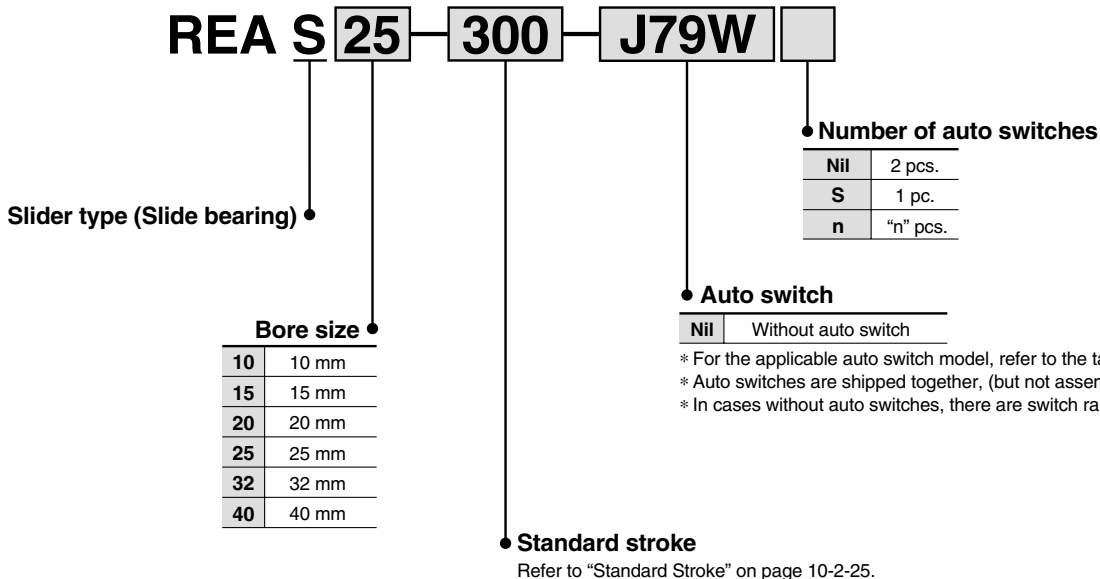 REA S 25 — 300 — J79W
Number of auto switches
Nil 2 pcs.
S 1 pc.
n “n” pcs.
Slider type (Slide bearing)
Auto switch
Nil Without auto switch
* For the applicable auto switch model, refer to the
* Auto switches are shipped together, (but not
* In cases without auto switches, there are switch
Bore size
10 10 mm
15 15 mm
20 20 mm
25 25 mm
32 32 mm
40 40 mm
Standard stroke
Refer to “Standard Stroke” on page 10-2-25.